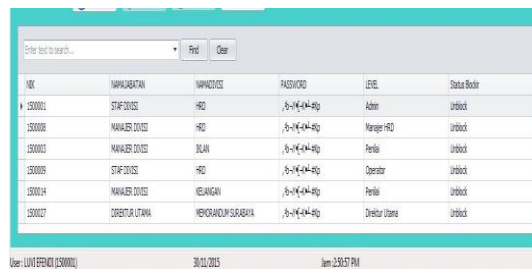 Enter text to search... Find Clear
NIK NAMAJABATAN NAMADIVISI PASSWORD LEVEL Status Blockir
1500001 STAF DIVISI HRD Admin Unblock
1500008 MANAJER DIVISI HRD Manajer HRD Unblock
1500003 MANAJER DIVISI IKLAN Penilai Unblock
1500009 STAF DIVISI HRD Operator Unblock
1500014 MANAJER DIVISI KEUANGAN Penilai Unblock
1500027 DIREKTUR UTAMA MEMORANDUM SURABAYA Direktur Utama Unblock
User : LUVI EFENDI (1500001) 30/11/2015 Jam :2:50:57 PM